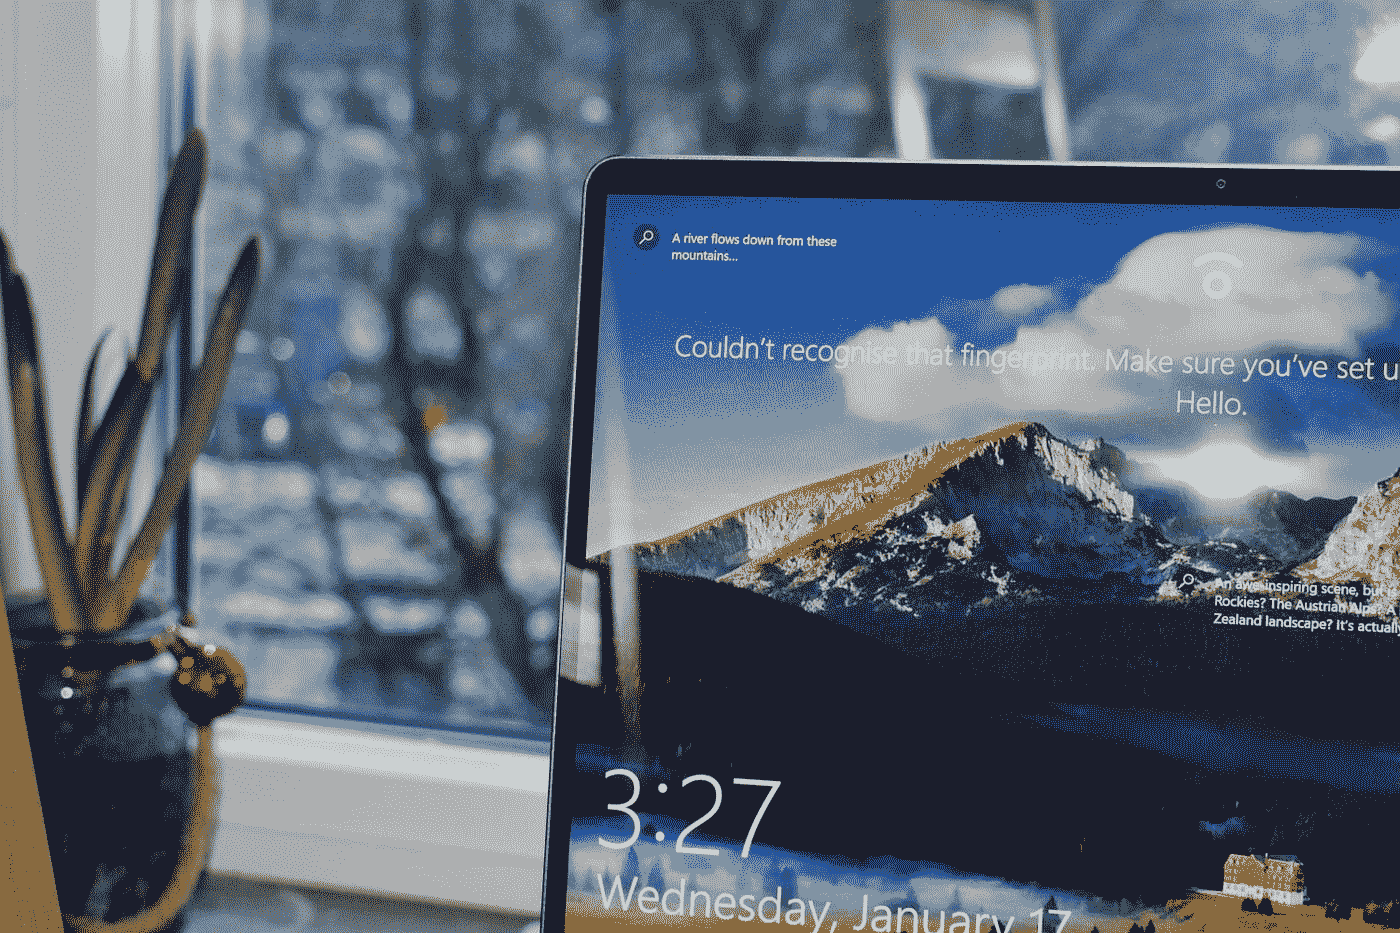 A river flows down from these
mountains...
Couldn't recognise that fingerprint. Make sure you've set u
Hello.
An awe-inspiring scene, but
Rockies? The Austrian Alps? A
Zealand landscape? It's actually
3:27
Wednesday, January 17